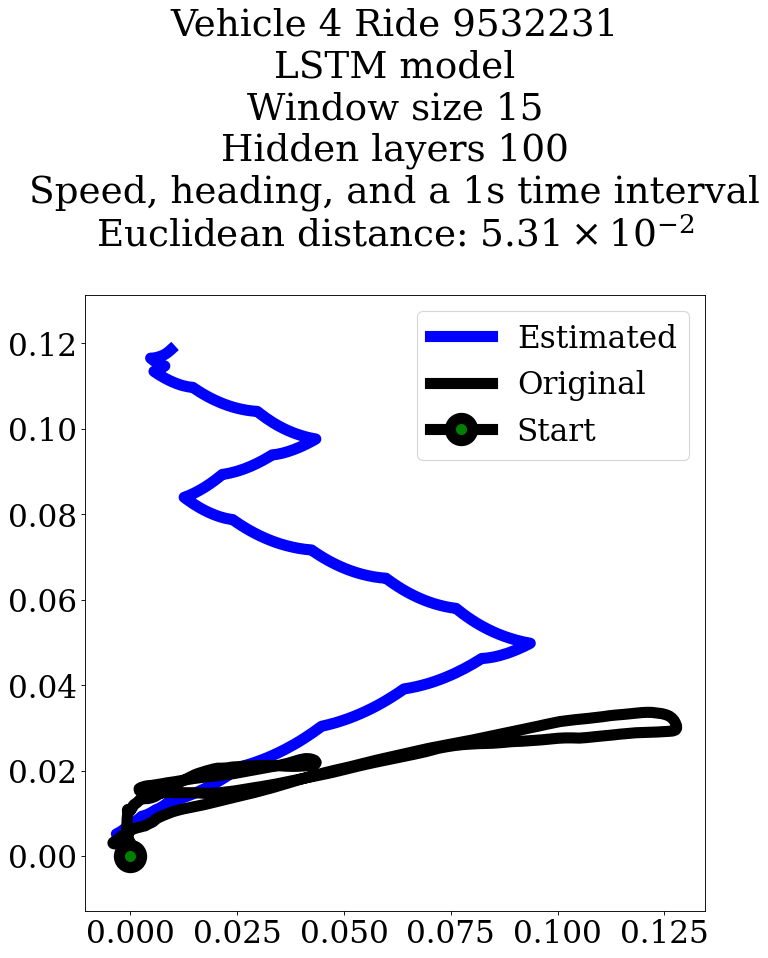 Vehicle 4 Ride 9532231
LSTM model
Window size 15
Hidden layers 100
Speed, heading, and a 1s time interval
Euclidean distance: 5.31 × 10⁻²
Estimated
Original
Start
0.12
0.10
0.08
0.06
0.04
0.02
0.00
0.000 0.025 0.050 0.075 0.100 0.125